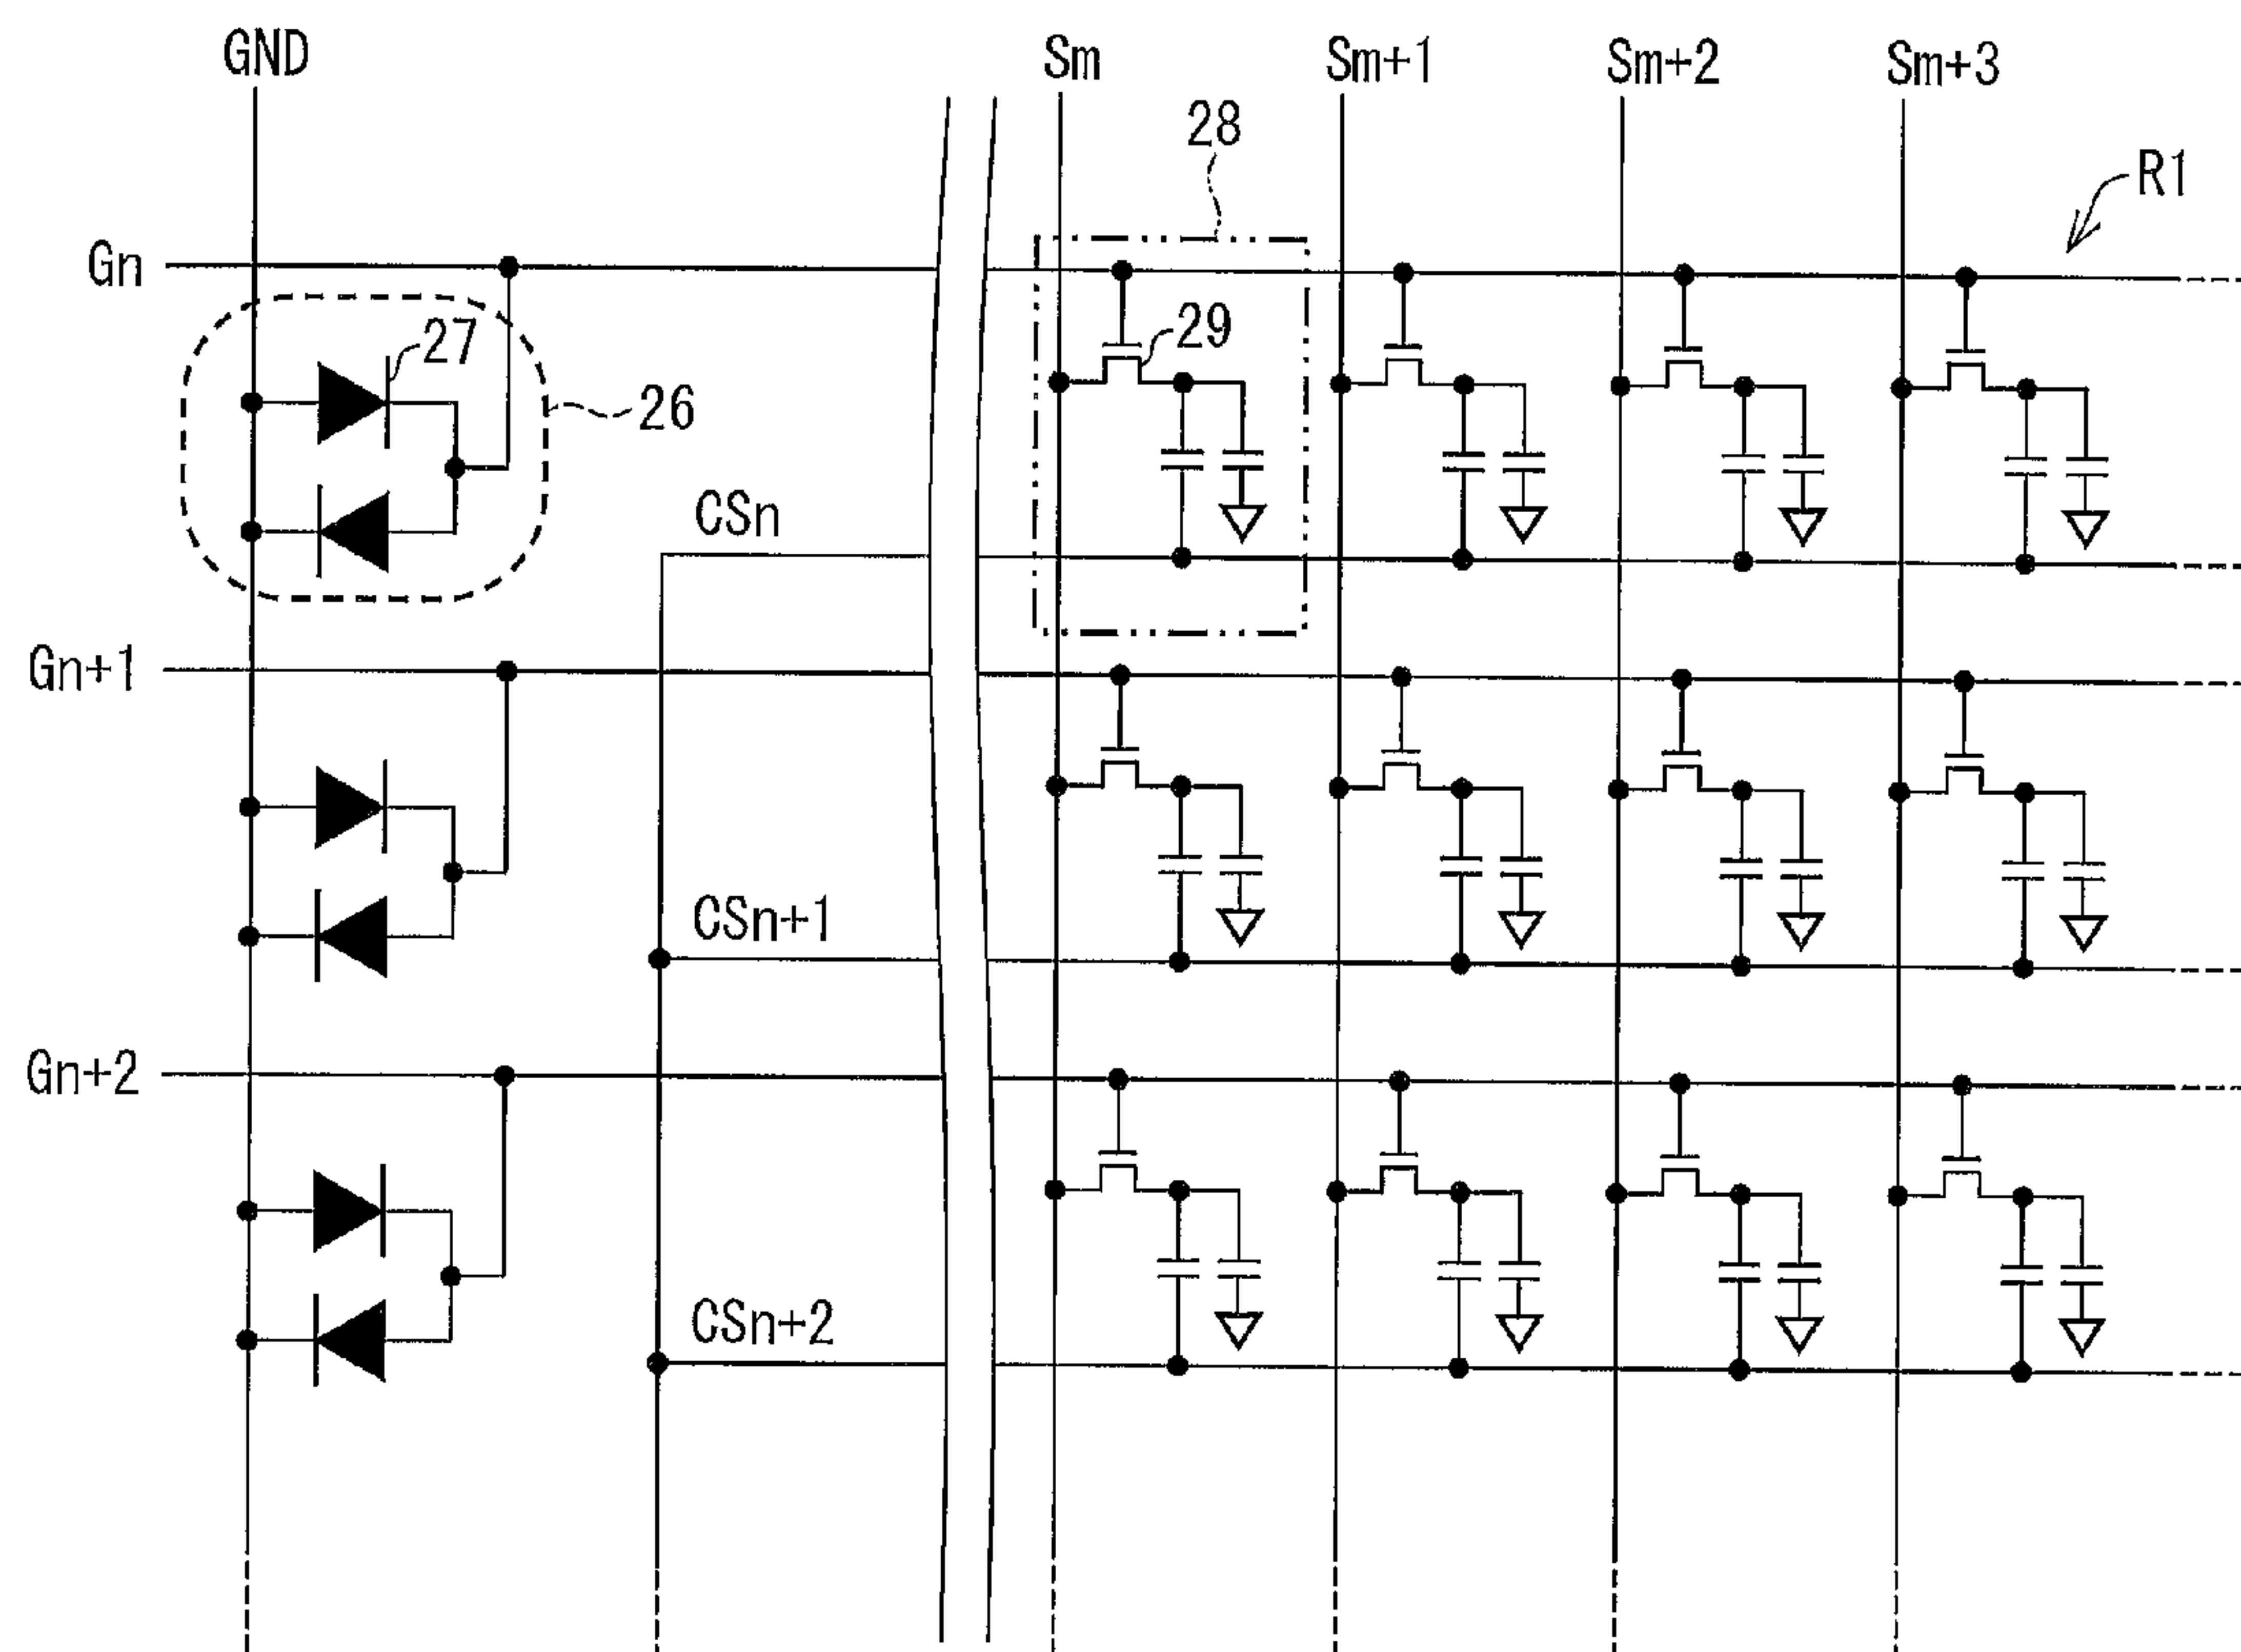 GND
Sm
Sm+1
Sm+2
Sm+3
28
R1
Gn
27
29
26
CSn
Gn+1
CSn+1
Gn+2
CSn+2